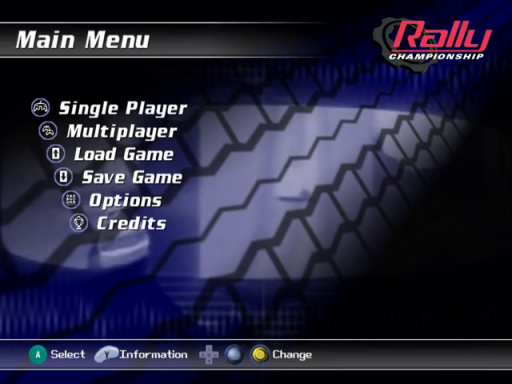 Main Menu
Rally
CHAMPIONSHIP
Single Player
Multiplayer
Load Game
Save Game
Options
Credits
A Select Y Information Change